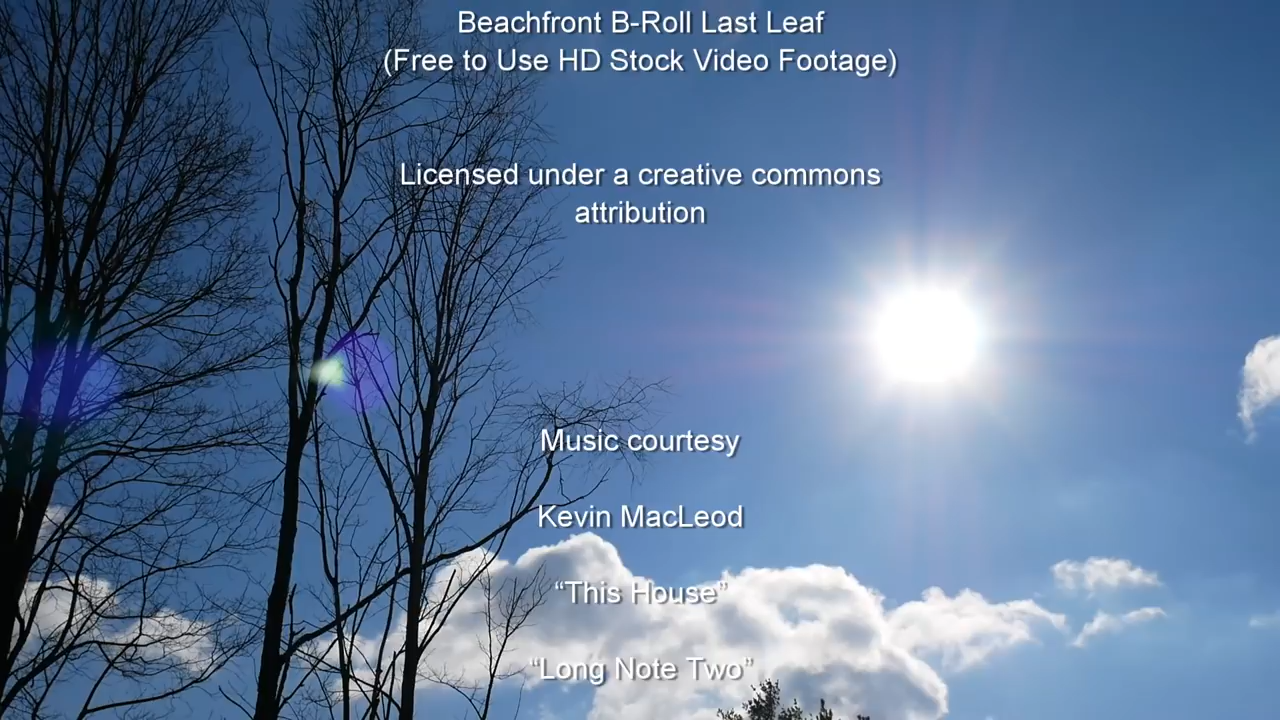 Beachfront B-Roll Last Leaf
(Free to Use HD Stock Video Footage)
Licensed under a creative commons
attribution
Music courtesy
Kevin MacLeod
“This House”
“Long Note Two”